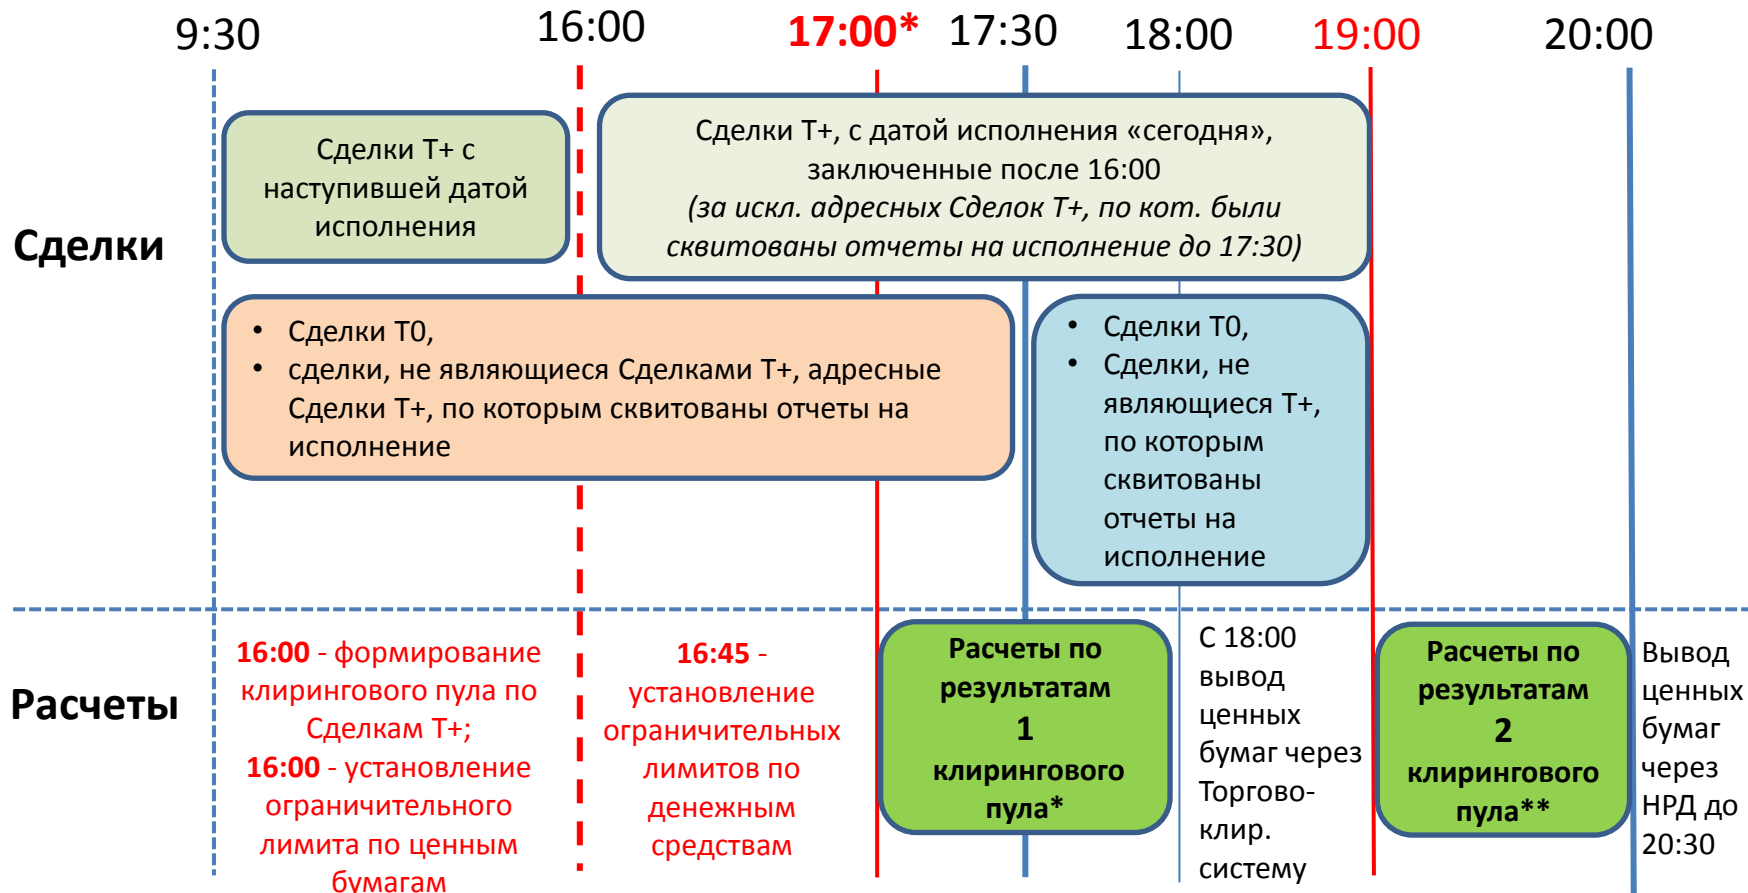 9:30
16:00
17:00*
17:30
18:00
19:00
20:00
Сделки
Сделки Т+ с
наступившей датой
исполнения
Сделки Т+, с датой исполнения «сегодня»,
заключенные после 16:00
(за искл. адресных Сделок Т+, по кот. были
сквитованы отчеты на исполнение до 17:30)
• Сделки Т0,
• сделки, не являющиеся Сделками Т+, адресные
Сделки Т+, по которым сквитованы отчеты на
исполнение
• Сделки Т0,
• Сделки, не
являющиеся Т+,
по которым
сквитованы
отчеты на
исполнение
Расчеты
16:00 - формирование
клирингового пула по
Сделкам Т+;
16:00 - установление
ограничительного
лимита по ценным
бумагам
16:45 -
установление
ограничительных
лимитов по
денежным
средствам
Расчеты по
результатам
1
клирингового
пула*
С 18:00
вывод
ценных
бумаг через
Торгово-
клир.
систему
Расчеты по
результатам
2
клирингового
пула**
Вывод
ценных
бумаг
через
НРД до
20:30